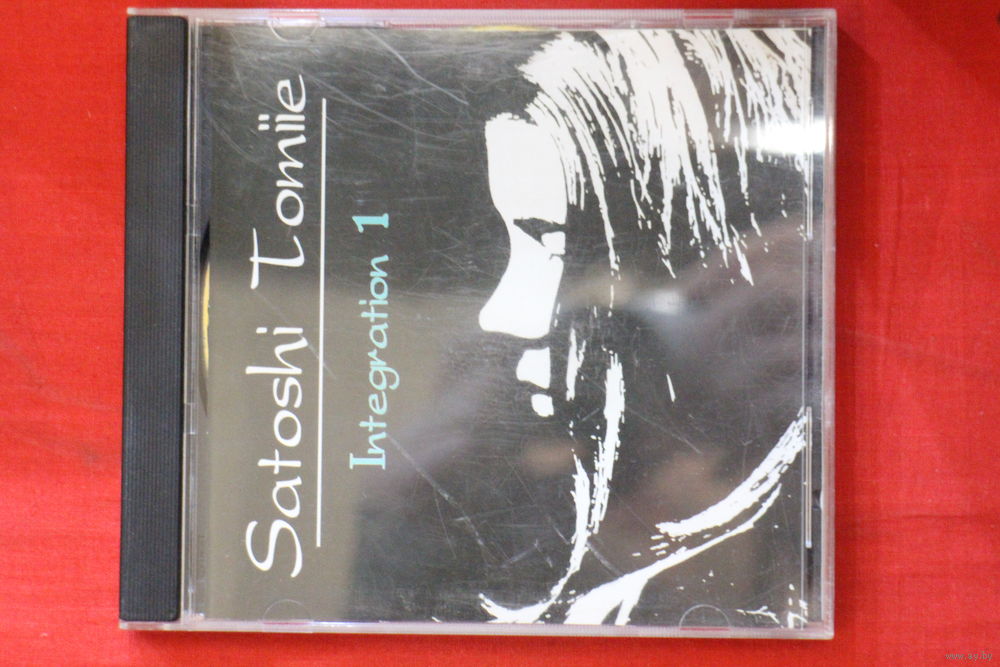 Satoshi Tomiie
Integration 1
www.ay.by